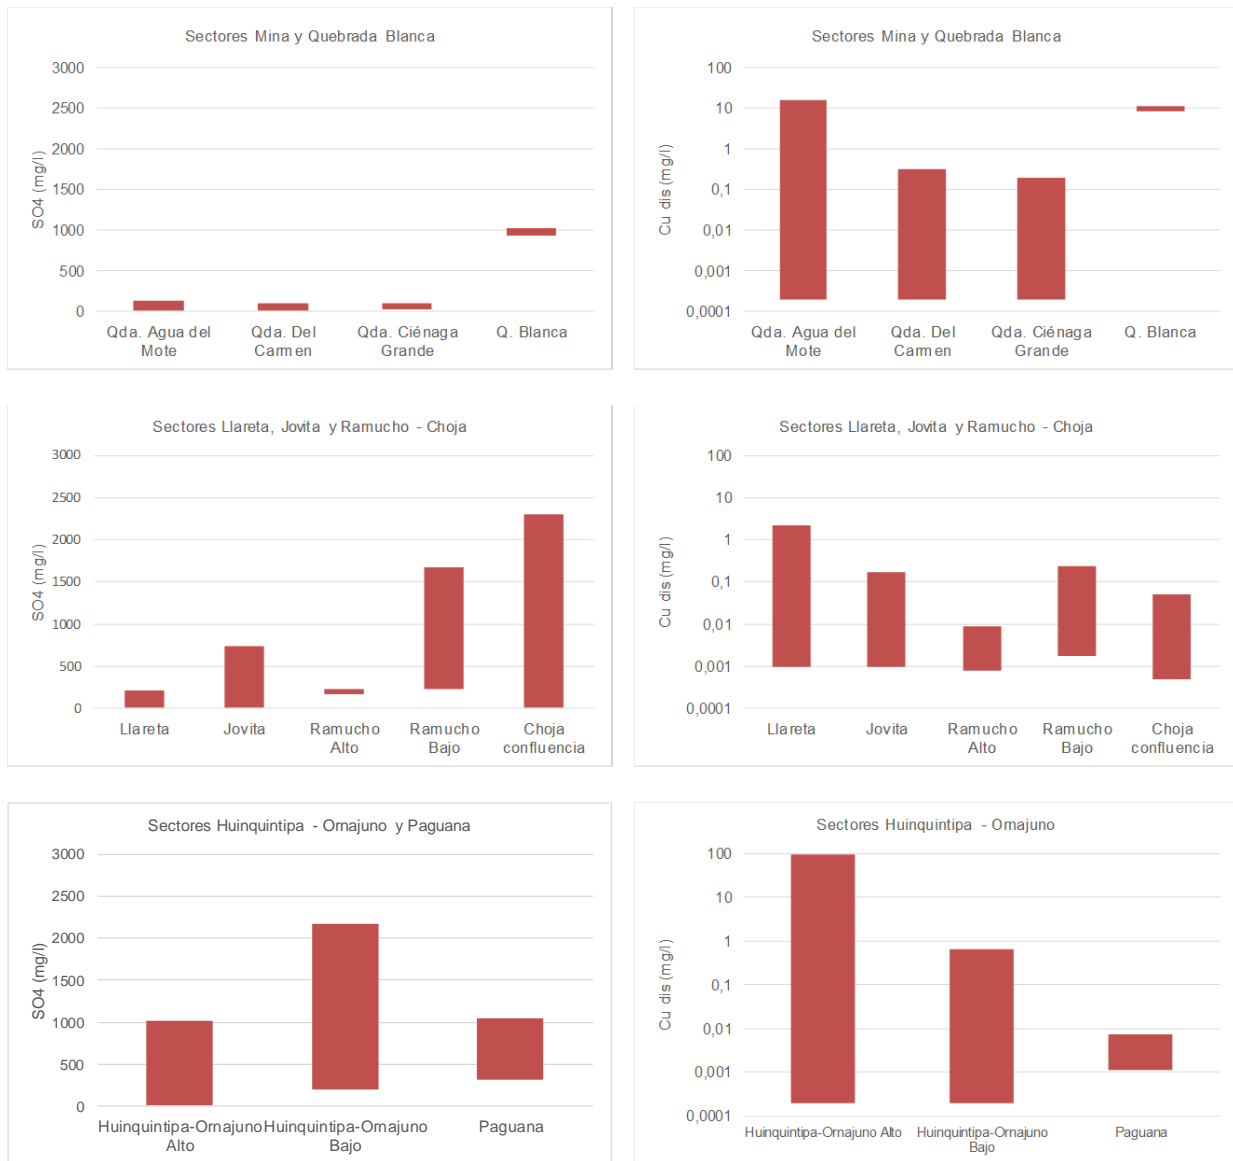 Sectores Mina y Quebrada Blanca
SO4 (mg/l)
3000
2500
2000
1500
1000
500
0
Qda. Agua del
Mote
Qda. Del
Carmen
Qda. Ciénaga
Grande
Q. Blanca
Sectores Mina y Quebrada Blanca
Cu dis (mg/l)
100
10
1
0,1
0,01
0,001
0,0001
Qda. Agua del
Mote
Qda. Del
Carmen
Qda. Ciénaga
Grande
Q. Blanca
Sectores Llareta, Jovita y Ramucho - Choja
SO4 (mg/l)
3000
2500
2000
1500
1000
500
0
Llareta
Jovita
Ramucho
Alto
Ramucho
Bajo
Choja
confluencia
Sectores Llareta, Jovita y Ramucho - Choja
Cu dis (mg/l)
100
10
1
0,1
0,01
0,001
0,0001
Llareta
Jovita
Ramucho
Alto
Ramucho
Bajo
Choja
confluencia
Sectores Huinquintipa - Ornajuno y Paguana
SO4 (mg/l)
3000
2500
2000
1500
1000
500
0
Huinquintipa-Ornajuno
Alto
Huinquintipa-Ornajuno
Bajo
Paguana
Sectores Huinquintipa - Ornajuno
Cu dis (mg/l)
100
10
1
0,1
0,01
0,001
0,0001
Huinquintipa-Ornajuno Alto
Huinquintipa-Ornajuno
Bajo
Paguana